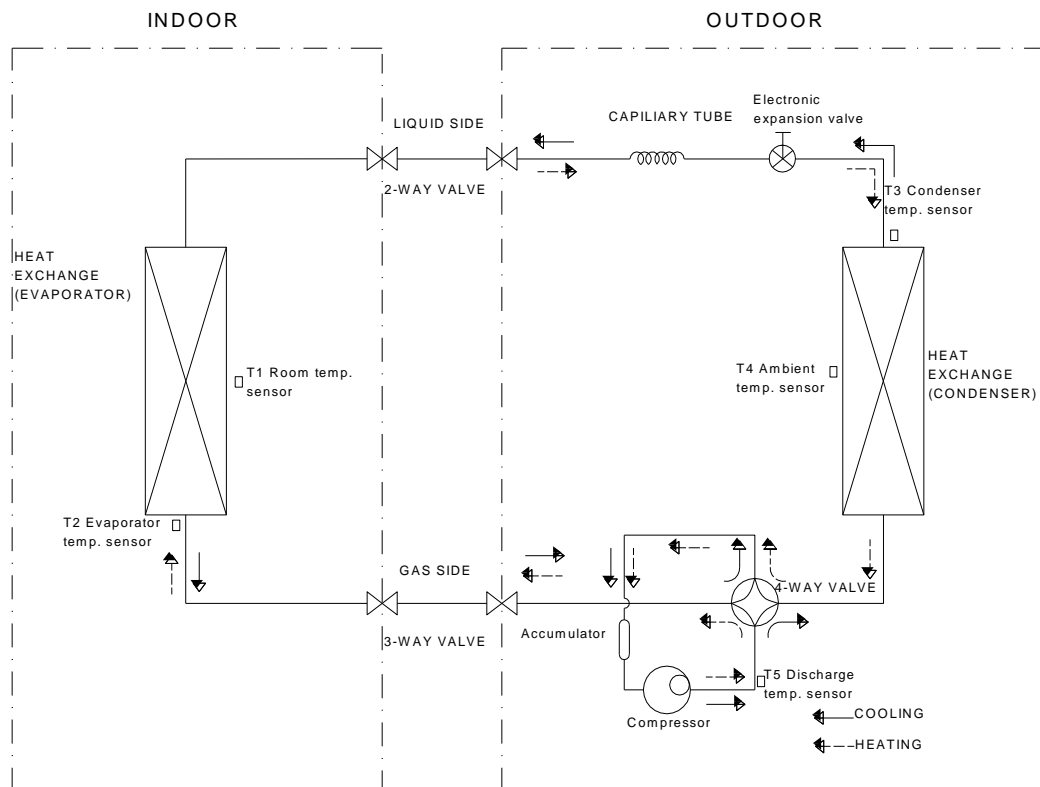 INDOOR
OUTDOOR
LIQUID SIDE
2-WAY VALVE
CAPILIARY TUBE
Electronic
expansion valve
T3 Condenser
temp. sensor
HEAT
EXCHANGE
(EVAPORATOR)
T1 Room temp.
sensor
T4 Ambient
temp. sensor
HEAT
EXCHANGE
(CONDENSER)
T2 Evaporator
temp. sensor
GAS SIDE
3-WAY VALVE
4-WAY VALVE
Accumulator
Compressor
T5 Discharge
temp. sensor
COOLING
HEATING